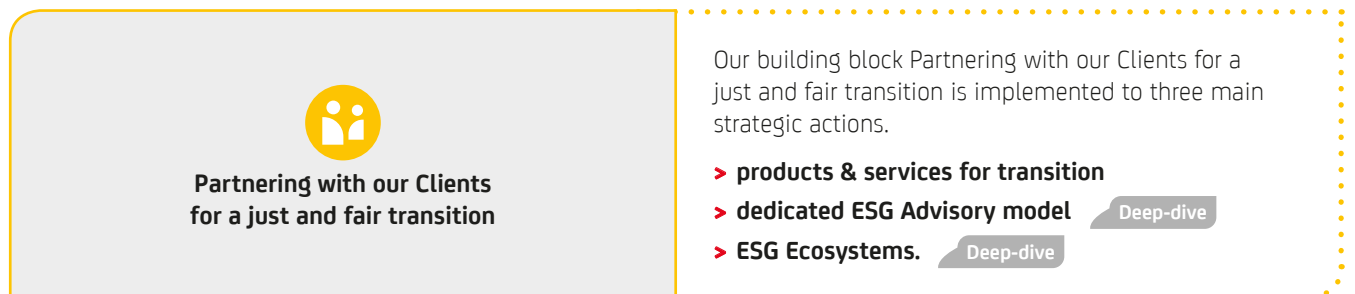 Partnering with our Clients
for a just and fair transition
Our building block Partnering with our Clients for a
just and fair transition is implemented to three main
strategic actions.
> products & services for transition
> dedicated ESG Advisory model Deep-dive
> ESG Ecosystems. Deep-dive